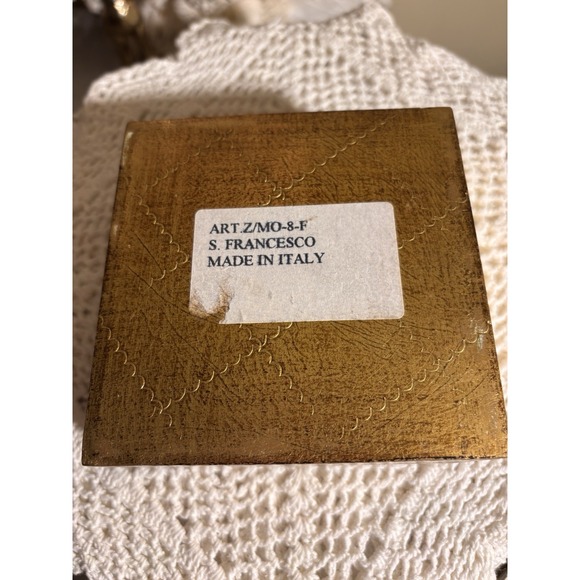 ART.Z/MO-8-F
S. FRANCESCO
MADE IN ITALY